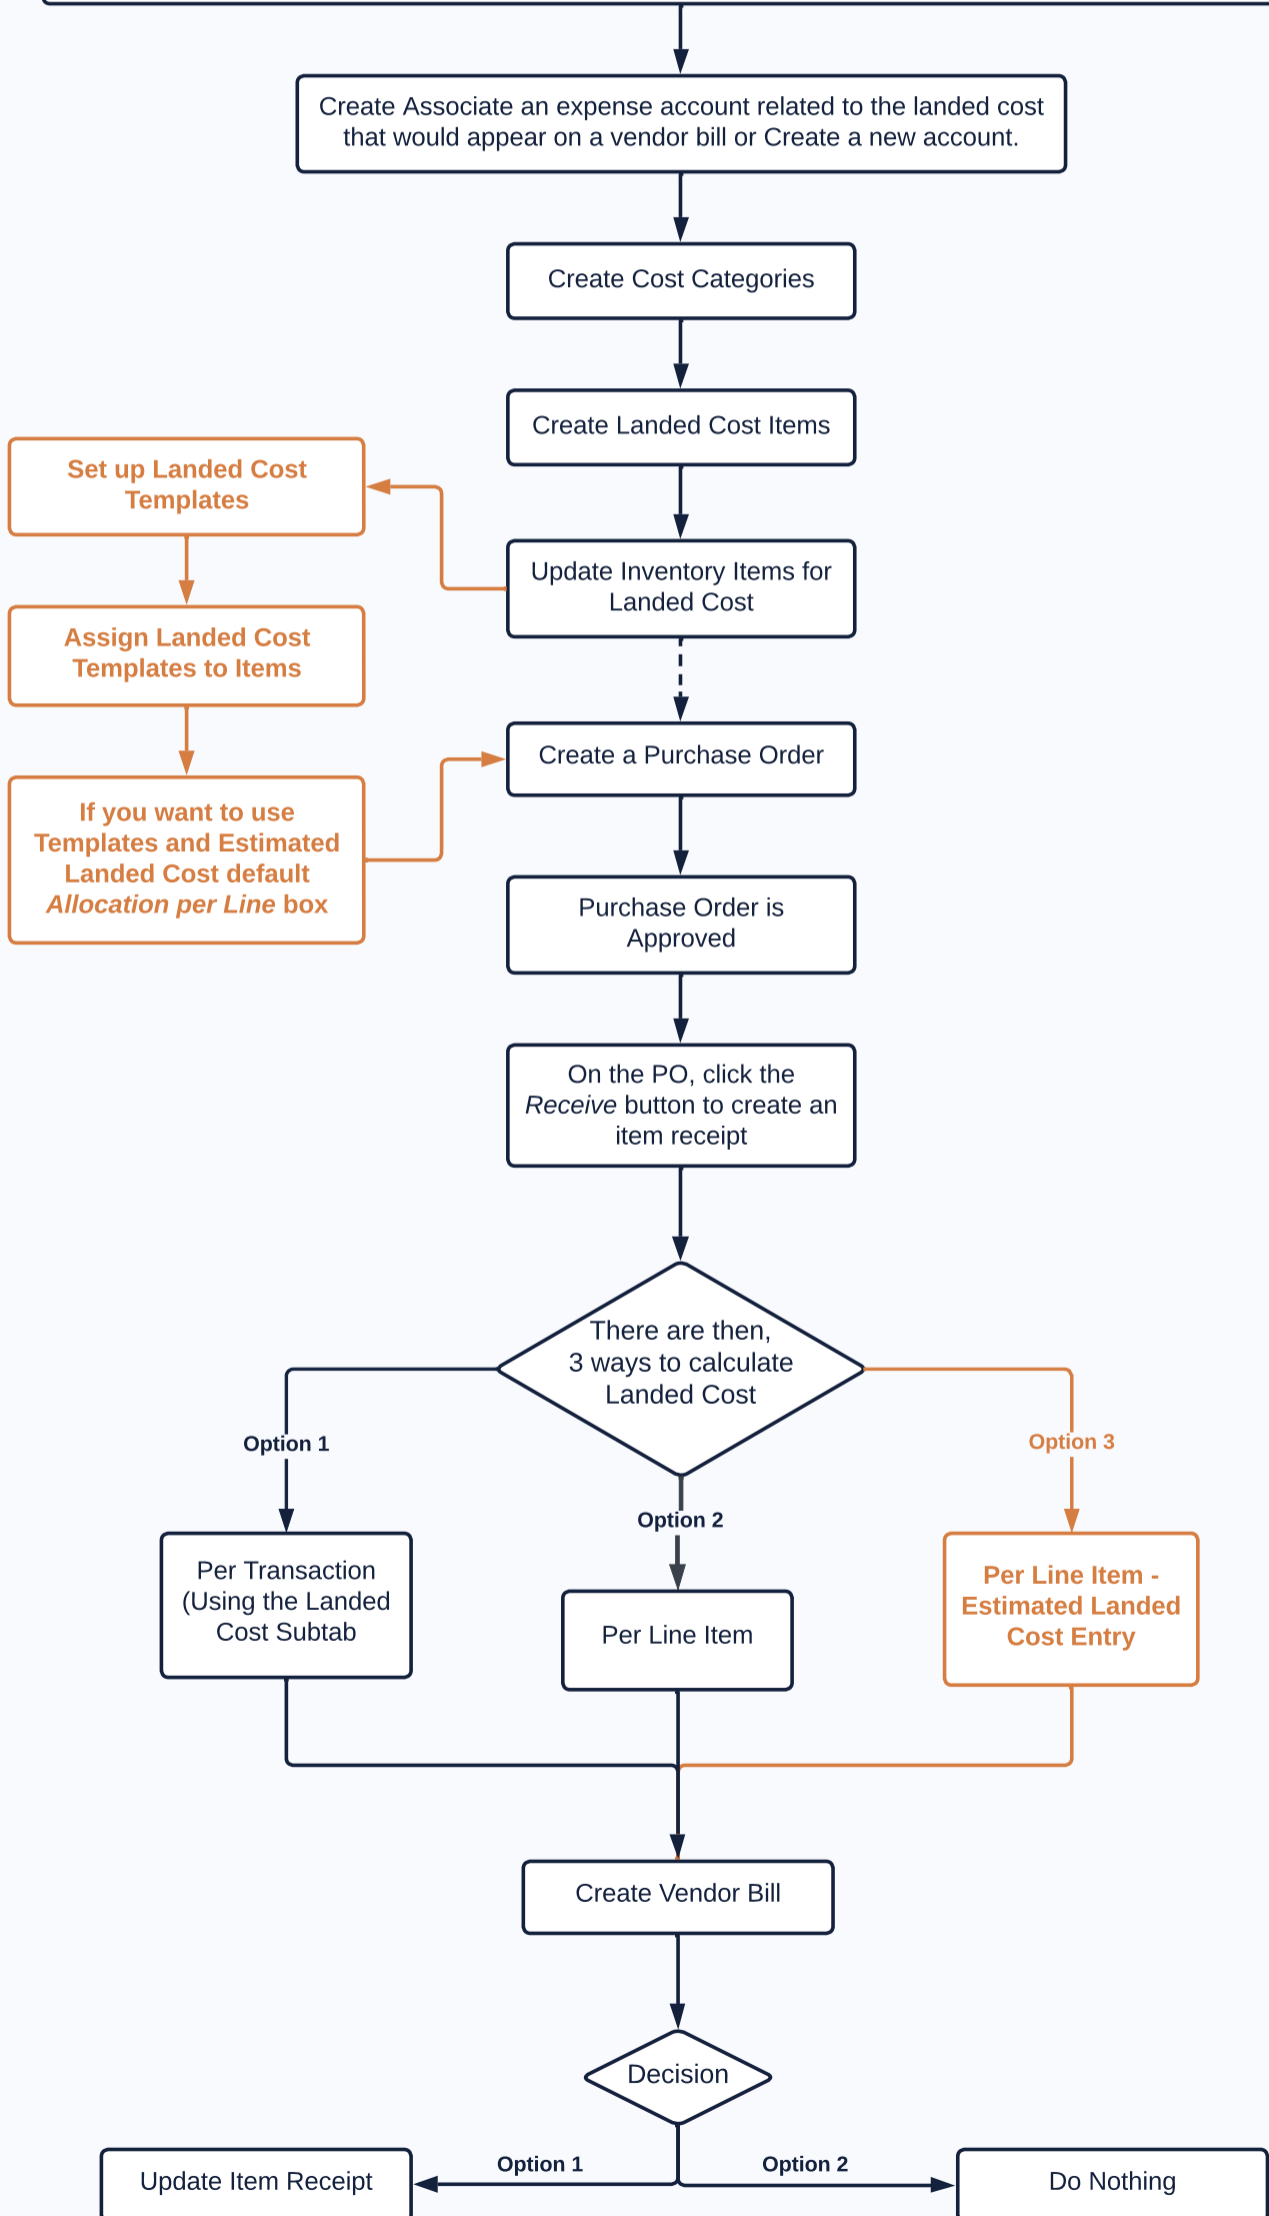 Create Associate an expense account related to the landed cost
that would appear on a vendor bill or Create a new account.
Create Cost Categories
Create Landed Cost Items
Set up Landed Cost
Templates
Update Inventory Items for
Landed Cost
Assign Landed Cost
Templates to Items
Create a Purchase Order
If you want to use
Templates and Estimated
Landed Cost default
Allocation per Line box
Purchase Order is
Approved
On the PO, click the
Receive button to create an
item receipt
There are then,
3 ways to calculate
Landed Cost
Option 1
Option 3
Option 2
Per Transaction
(Using the Landed
Cost Subtab
Per Line Item
Per Line Item -
Estimated Landed
Cost Entry
Create Vendor Bill
Decision
Option 1
Option 2
Update Item Receipt
Do Nothing